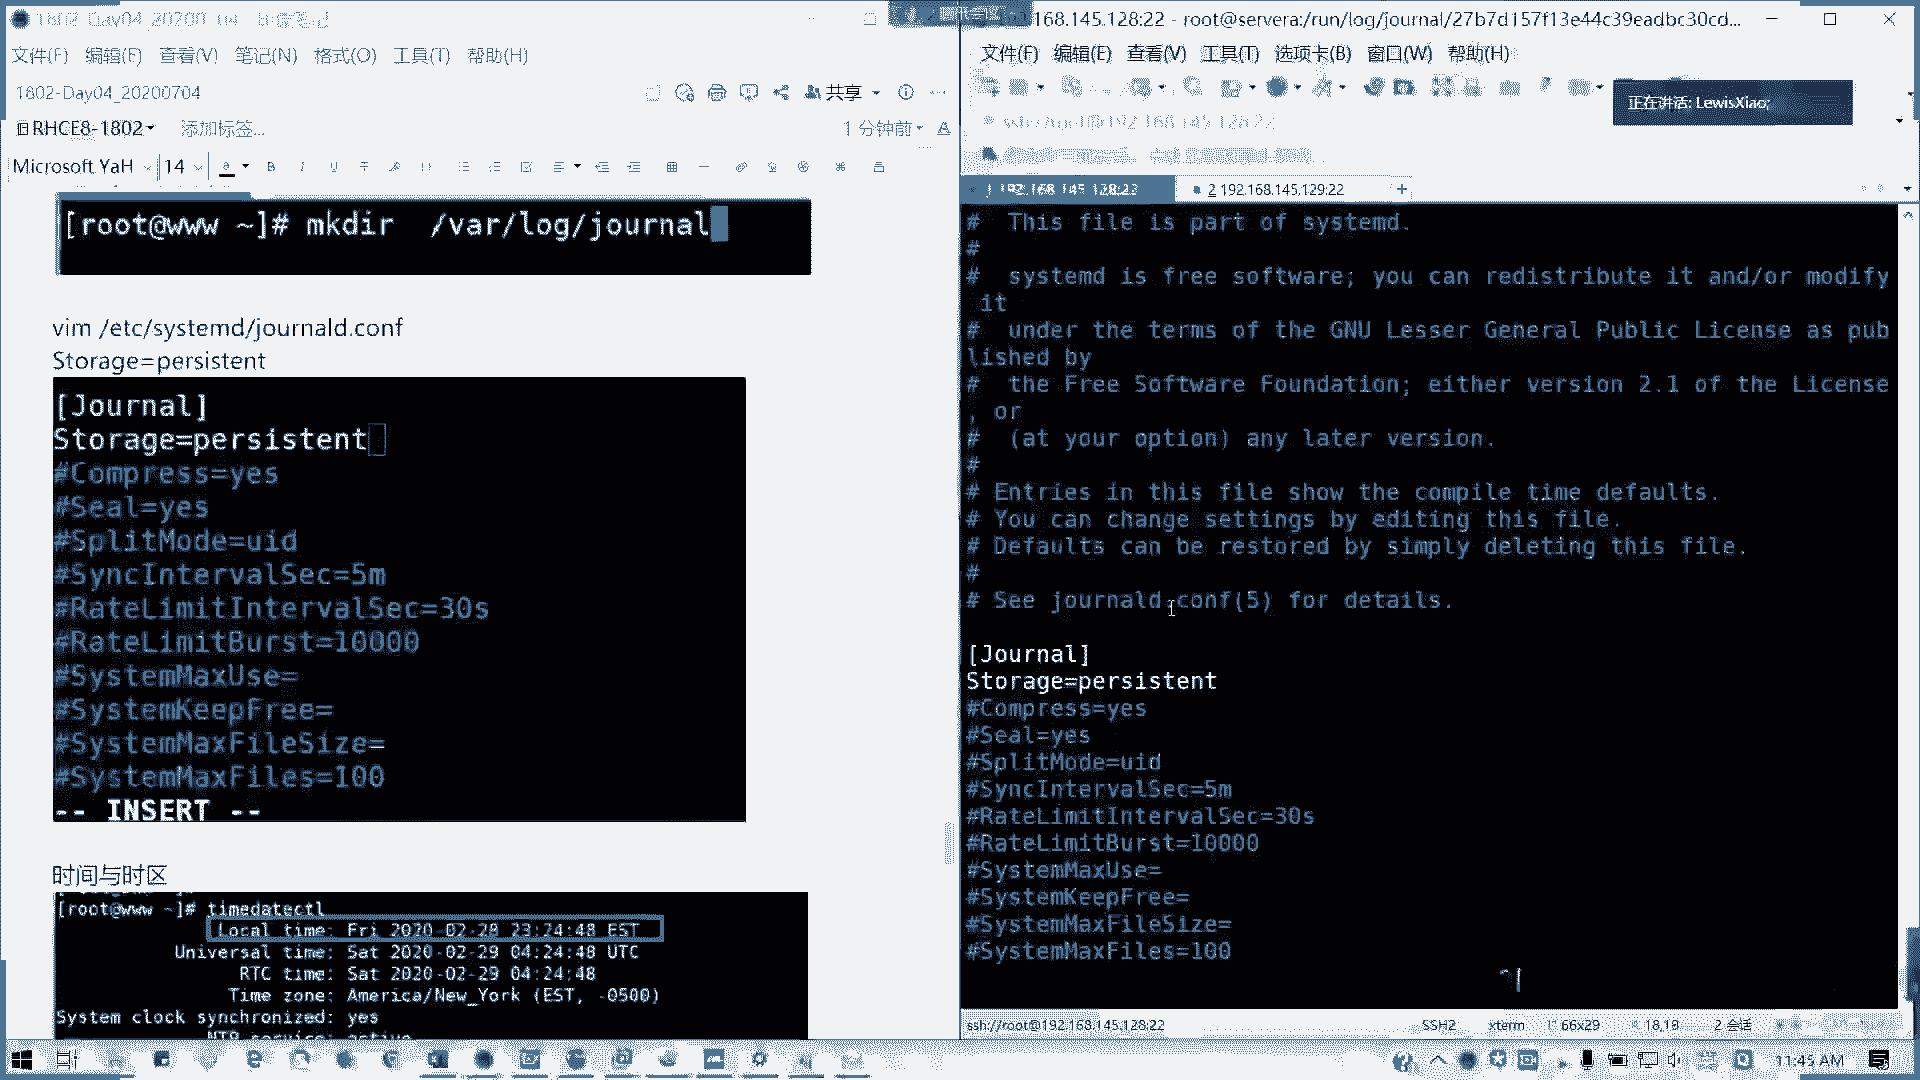 文件(F) 编辑(E) 查看(V) 笔记(N) 格式(O) 工具(T) 帮助(H)
1802-Day04_20200704
共享
RHCE8-1802
添加标签...
1 分钟前
Microsoft YaH
14
[root@www ~]# mkdir  /var/log/journal
vim /etc/systemd/journald.conf
Storage=persistent
[Journal]
Storage=persistent
#Compress=yes
#Seal=yes
#SplitMode=uid
#SyncIntervalSec=5m
#RateLimitIntervalSec=30s
#RateLimitBurst=10000
#SystemMaxUse=
#SystemKeepFree=
#SystemMaxFileSize=
#SystemMaxFiles=100
-- INSERT --
时间与时区
[root@www ~]# timedatectl
Local time: Fri 2020-02-28 23:24:48 EST
Universal time: Sat 2020-02-29 04:24:48 UTC
RTC time: Sat 2020-02-29 04:24:48
Time zone: America/New_York (EST, -0500)
System clock synchronized: yes
NTP service: active
168.145.128:22 - root@servera:/run/log/journal/27b7d157f13e44c39eadbc30cd...
文件(F) 编辑(E) 查看(V) 工具(T) 选项卡(B) 窗口(W) 帮助(H)
正在讲话: LewisXiao;
1 192.168.145.128:22
2 192.168.145.129:22
#  This file is part of systemd.
#
#  systemd is free software; you can redistribute it and/or modify
it
#  under the terms of the GNU Lesser General Public License as pub
lished by
#  the Free Software Foundation; either version 2.1 of the License
, or
#  (at your option) any later version.
#
# Entries in this file show the compile time defaults.
# You can change settings by editing this file.
# Defaults can be restored by simply deleting this file.
#
# See journald.conf(5) for details.
[Journal]
Storage=persistent
#Compress=yes
#Seal=yes
#SplitMode=uid
#SyncIntervalSec=5m
#RateLimitIntervalSec=30s
#RateLimitBurst=10000
#SystemMaxUse=
#SystemKeepFree=
#SystemMaxFileSize=
#SystemMaxFiles=100
ssh://root@192.168.145.128:22
SSH2
xterm
66x29
18,18
2 会话
11:45 AM